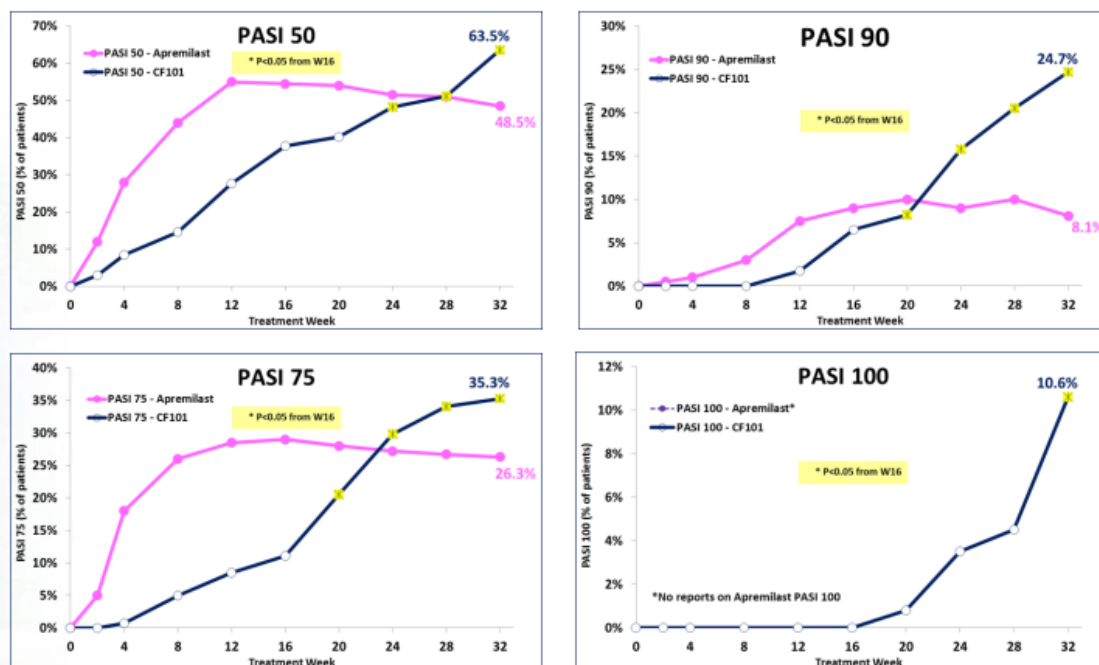 PASI 50
63.5%
PASI 50 - Apremilast
PASI 50 - CF101
* P<0.05 from W16
48.5%
PASI 50 (% of patients)
70%
60%
50%
40%
30%
20%
10%
0%
0 4 8 12 16 20 24 28 32
Treatment Week
PASI 90
24.7%
PASI 90 - Apremilast
PASI 90 - CF101
* P<0.05 from W16
8.1%
PASI 90 (% of patients)
30%
25%
20%
15%
10%
5%
0%
0 4 8 12 16 20 24 28 32
Treatment Week
PASI 75
35.3%
PASI 75 - Apremilast
PASI 75 - CF101
* P<0.05 from W16
26.3%
PASI 75 (% of patients)
40%
35%
30%
25%
20%
15%
10%
5%
0%
0 4 8 12 16 20 24 28 32
Treatment Week
PASI 100
10.6%
PASI 100 - Apremilast*
PASI 100 - CF101
* P<0.05 from W16
*No reports on Apremilast PASI 100
PASI 100 (% of patients)
12%
10%
8%
6%
4%
2%
0%
0 4 8 12 16 20 24 28 32
Treatment Week